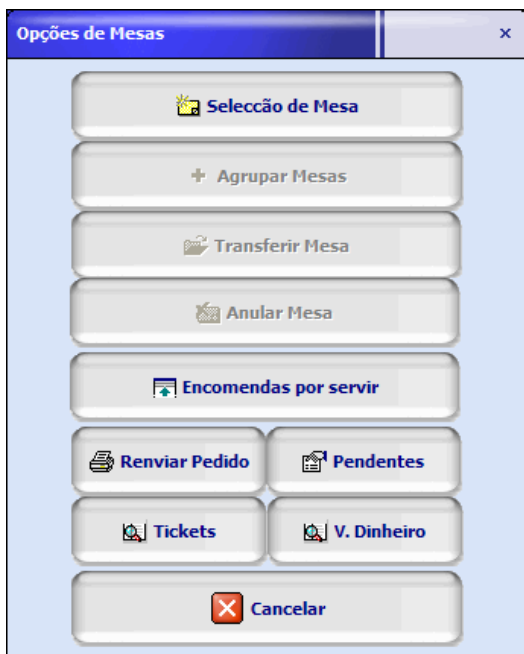 Opções de Mesas
Selecção de Mesa
Agrupar Mesas
Transferir Mesa
Anular Mesa
Encomendas por servir
Renviar Pedido
Pendentes
Tickets
V. Dinheiro
Cancelar